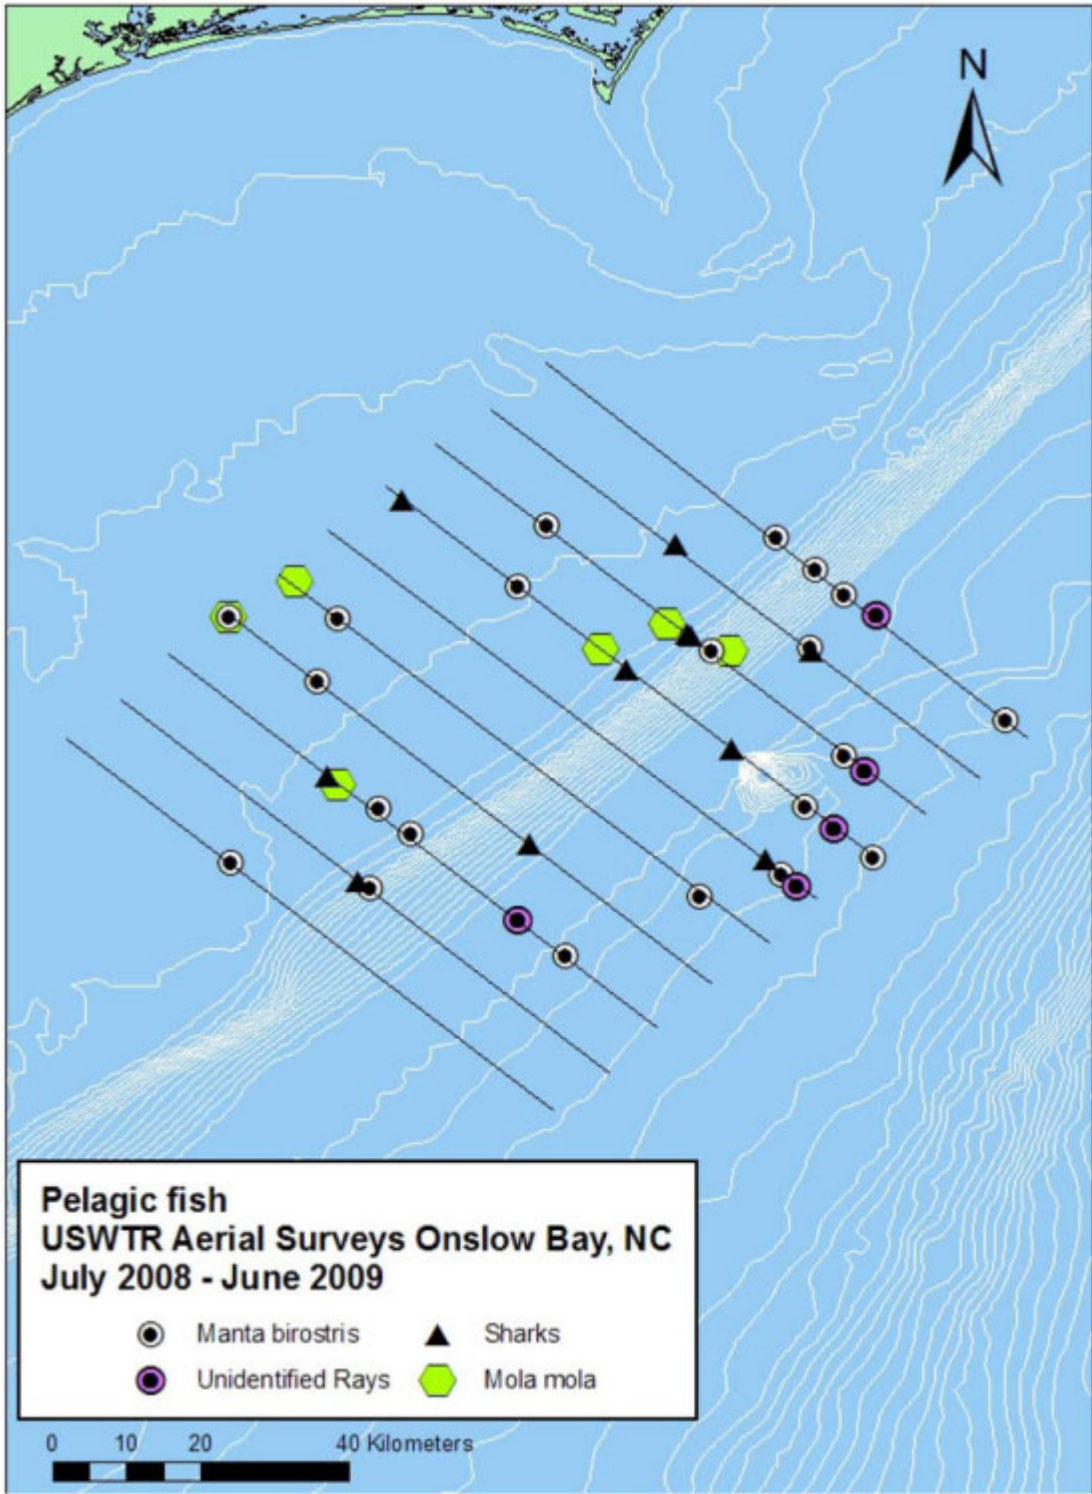 N
Pelagic fish
USWTR Aerial Surveys Onslow Bay, NC
July 2008 - June 2009
Manta birostris
Sharks
Unidentified Rays
Mola mola
0 10 20 40 Kilometers